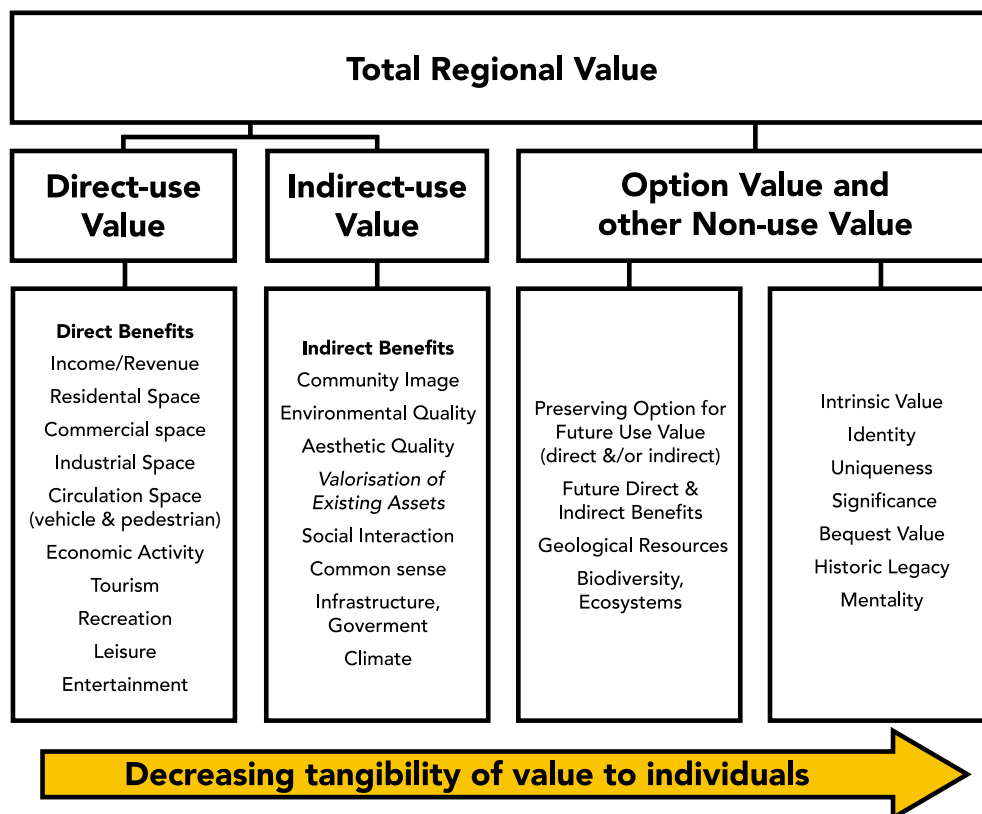 Total Regional Value
Direct-use
Value
Indirect-use
Value
Option Value and
other Non-use Value
Direct Benefits
Income/Revenue
Residental Space
Commercial space
Industrial Space
Circulation Space
(vehicle & pedestrian)
Economic Activity
Tourism
Recreation
Leisure
Entertainment
Indirect Benefits
Community Image
Environmental Quality
Aesthetic Quality
Valorisation of
Existing Assets
Social Interaction
Common sense
Infrastructure,
Goverment
Climate
Preserving Option for
Future Use Value
(direct &/or indirect)
Future Direct &
Indirect Benefits
Geological Resources
Biodiversity,
Ecosystems
Intrinsic Value
Identity
Uniqueness
Significance
Bequest Value
Historic Legacy
Mentality
Decreasing tangibility of value to individuals